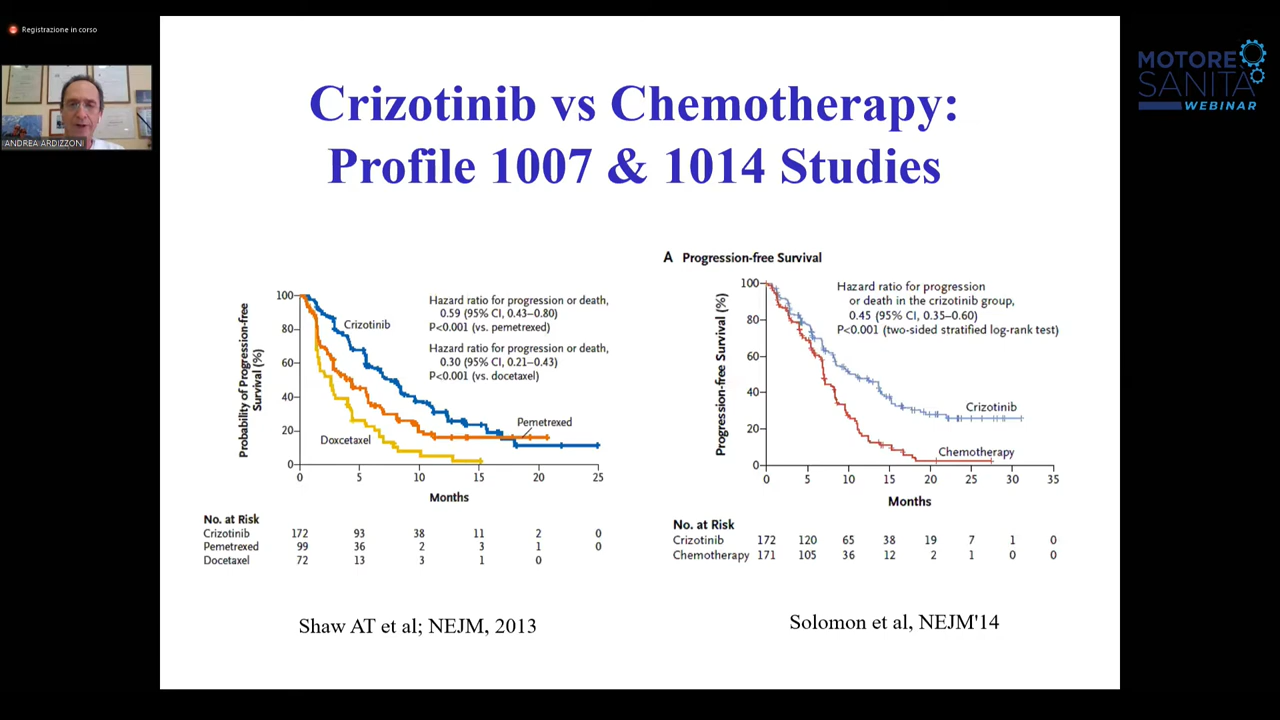 Registrazione in corso
ANDREA ARDIZZONI
MOTORE
SANITA
WEBINAR
Crizotinib vs Chemotherapy:
Profile 1007 & 1014 Studies
Probability of Progression-free
Survival (%)
100
80
60
40
20
0
Crizotinib
Doxcetaxel
Pemetrexed
Hazard ratio for progression or death,
0.59 (95% CI, 0.43–0.80)
P<0.001 (vs. pemetrexed)
Hazard ratio for progression or death,
0.30 (95% CI, 0.21–0.43)
P<0.001 (vs. docetaxel)
0 5 10 15 20 25
Months
No. at Risk
Crizotinib 172 93 38 11 2 0
Pemetrexed 99 36 2 3 1 0
Docetaxel 72 13 3 1 0
Shaw AT et al; NEJM, 2013
A Progression-free Survival
Progression-free Survival (%)
100
80
60
40
20
0
Hazard ratio for progression
or death in the crizotinib group,
0.45 (95% CI, 0.35–0.60)
P<0.001 (two-sided stratified log-rank test)
Crizotinib
Chemotherapy
0 5 10 15 20 25 30 35
Months
No. at Risk
Crizotinib 172 120 65 38 19 7 1 0
Chemotherapy 171 105 36 12 2 1 0 0
Solomon et al, NEJM'14